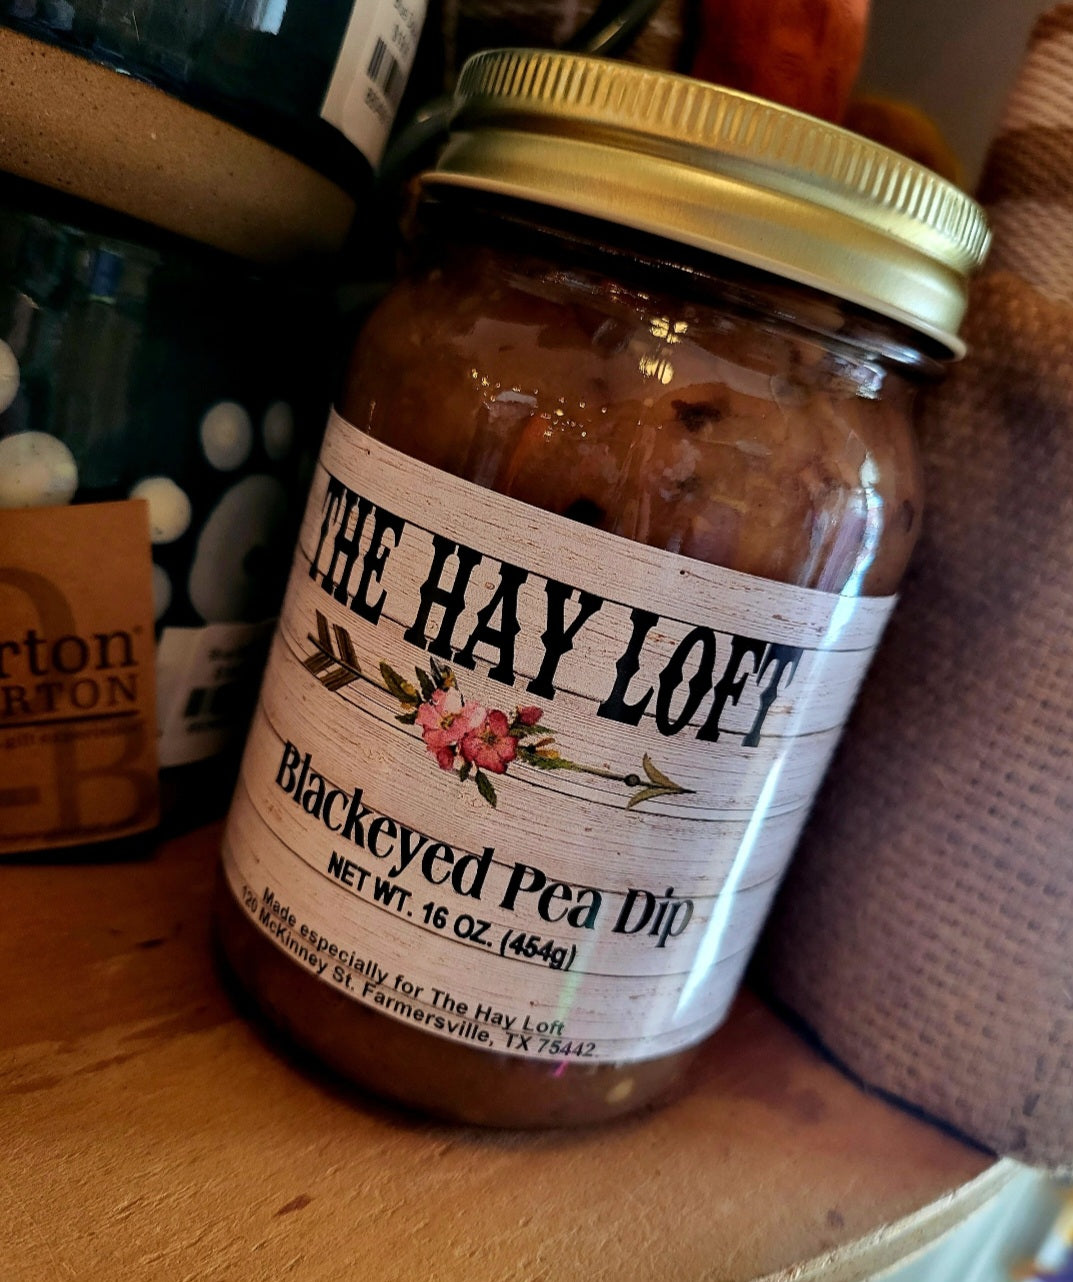 THE HAY LOFT
Blackeyed Pea Dip
NET WT. 16 OZ. (454g)
Made especially for The Hay Loft
120 McKinney St. Farmersville, TX 75442
rton
RTON